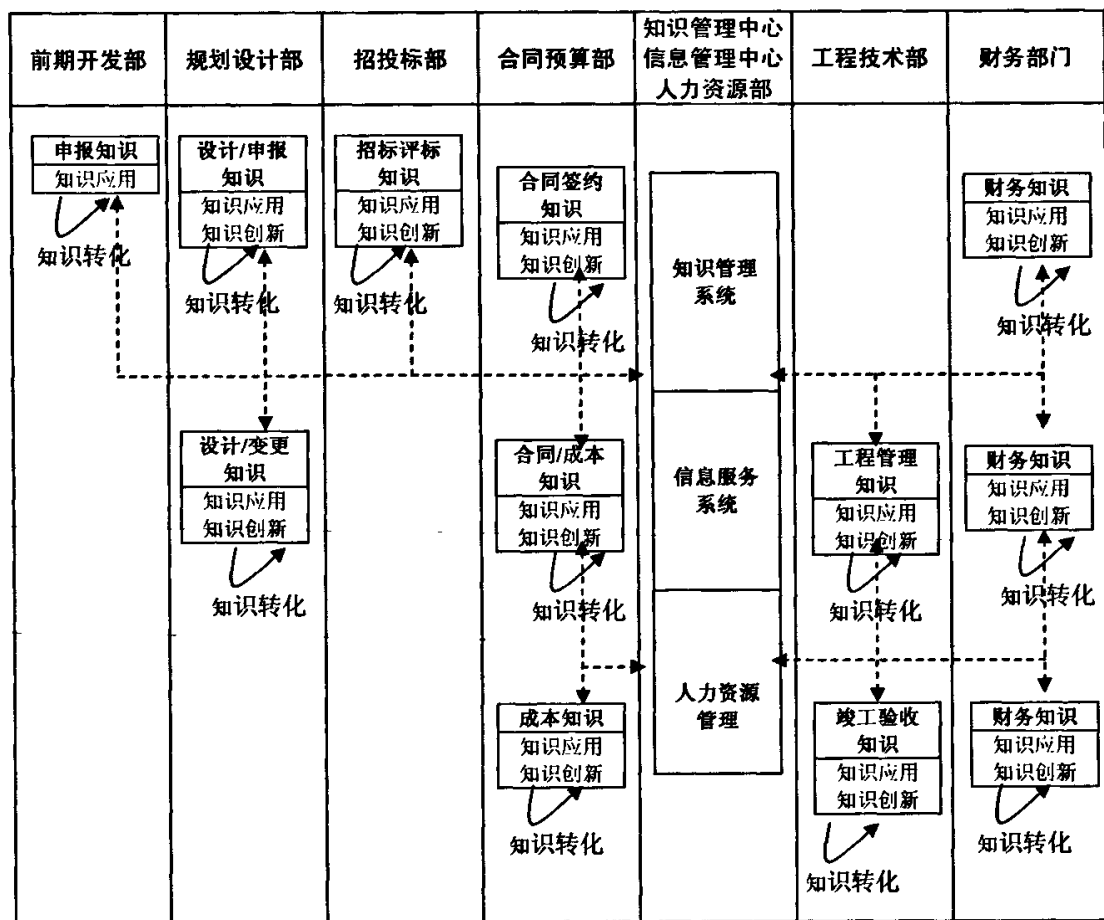 前期开发部
规划设计部
招投标部
合同预算部
知识管理中心
信息管理中心
人力资源部
工程技术部
财务部门
申报知识
知识应用
知识转化
设计/申报
知识
知识应用
知识创新
知识转化
设计/变更
知识
知识应用
知识创新
知识转化
招标评标
知识
知识应用
知识创新
知识转化
合同签约
知识
知识应用
知识创新
知识转化
合同/成本
知识
知识应用
知识创新
知识转化
成本知识
知识应用
知识创新
知识转化
知识管理
系统
信息服务
系统
人力资源
管理
工程管理
知识
知识应用
知识创新
知识转化
竣工验收
知识
知识应用
知识创新
知识转化
财务知识
知识应用
知识创新
知识转化
财务知识
知识应用
知识创新
知识转化
财务知识
知识应用
知识创新
知识转化